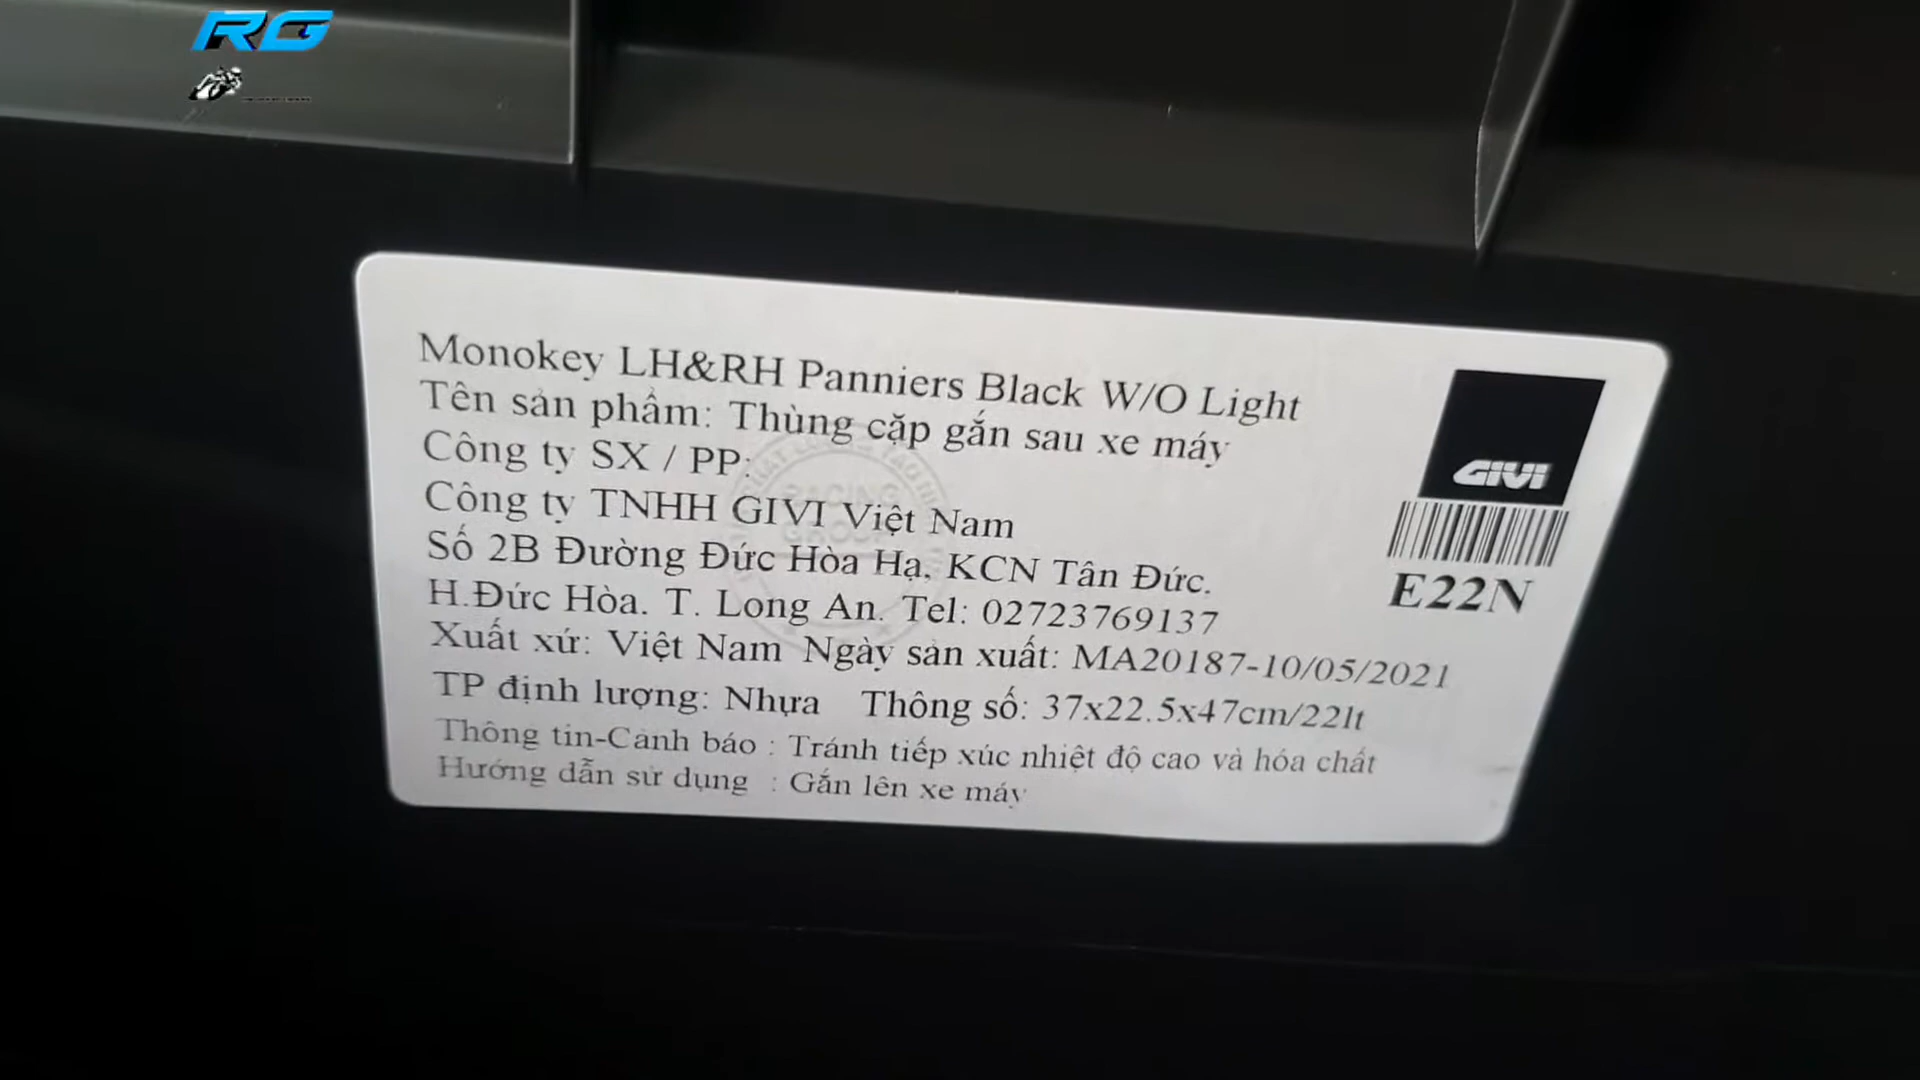 RG
Monokey LH&RH Panniers Black W/O Light
Tên sản phẩm: Thùng cặp gắn sau xe máy
Công ty SX / PP:
Công ty TNHH GIVI Việt Nam
Số 2B Đường Đức Hòa Hạ, KCN Tân Đức.
H.Đức Hòa. T. Long An. Tel: 02723769137
Xuất xứ: Việt Nam Ngày sản xuất: MA20187-10/05/2021
TP định lượng: Nhựa Thông số: 37x22.5x47cm/22lt
Thông tin-Cảnh báo : Tránh tiếp xúc nhiệt độ cao và hóa chất
Hướng dẫn sử dụng : Gắn lên xe máy
GIVI
E22N
RACING
GROUP